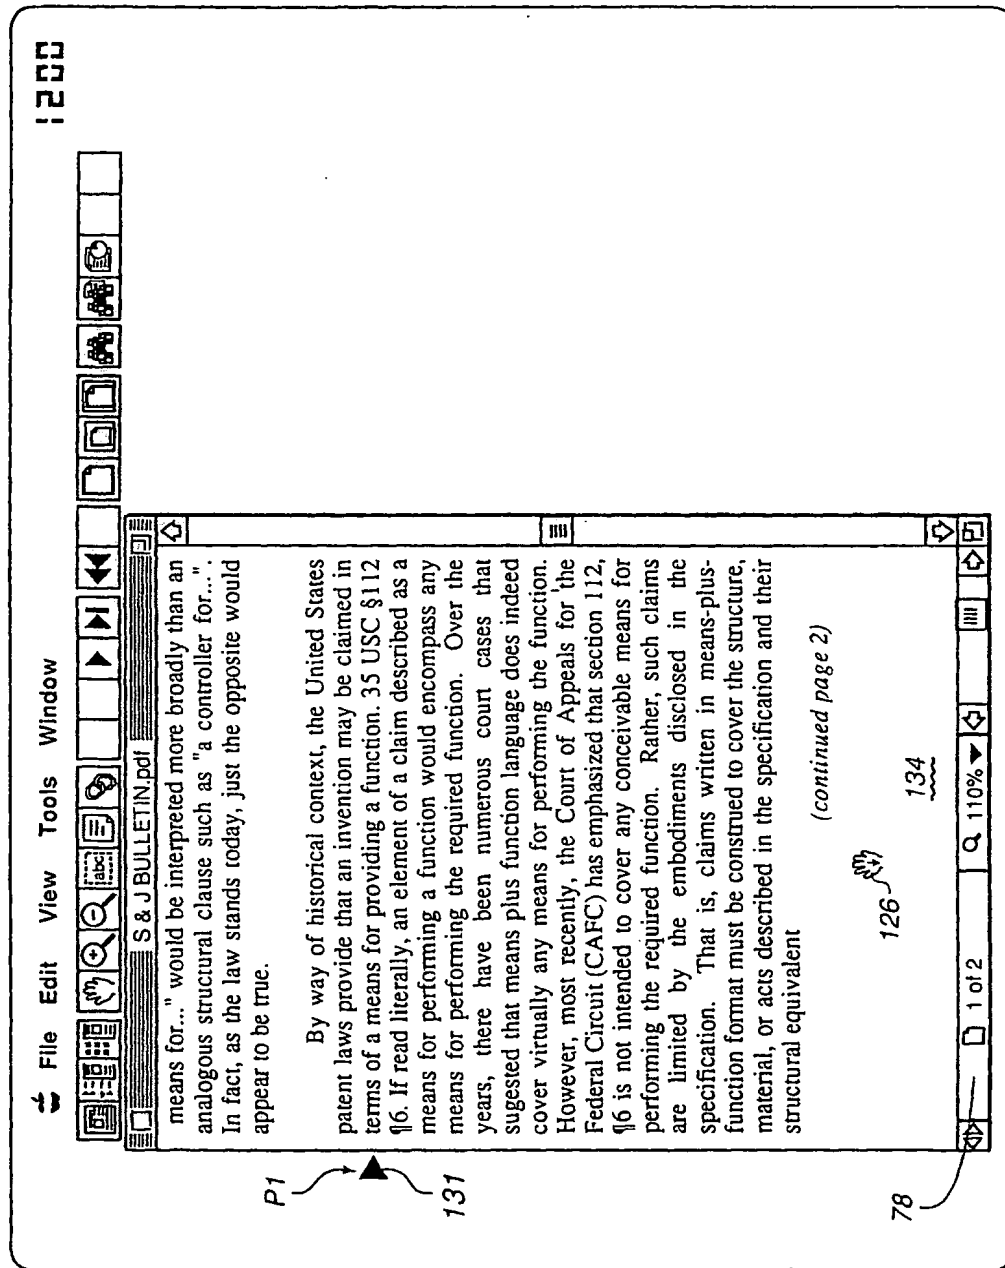 1200
File Edit View Tools Window
abc
S & J BULLETIN.pdf
means for..." would be interpreted more broadly than an
analogous structural clause such as "a controller for... .
In fact, as the law stands today, just the opposite would
appear to be true.
By way of historical context, the United States
patent laws provide that an invention may be claimed in
terms of a means for providing a function. 35 USC §112
¶6. If read literally, an element of a claim described as a
means for performing a function would encompass any
means for performing the required function. Over the
years, there have been numerous court cases that
sugested that means plus function language does indeed
cover virtually any means for performing the function.
However, most recently, the Court of Appeals for the
Federal Circuit (CAFC) has emphasized that section 112,
¶6 is not intended to cover any conceivable means for
performing the required function. Rather, such claims
are limited by the embodiments disclosed in the
specification. That is, claims written in means-plus-
function format must be construed to cover the structure,
material, or acts described in the specification and their
structural equivalent
(continued page 2)
P1
131
126
134
78
1 of 2
110%